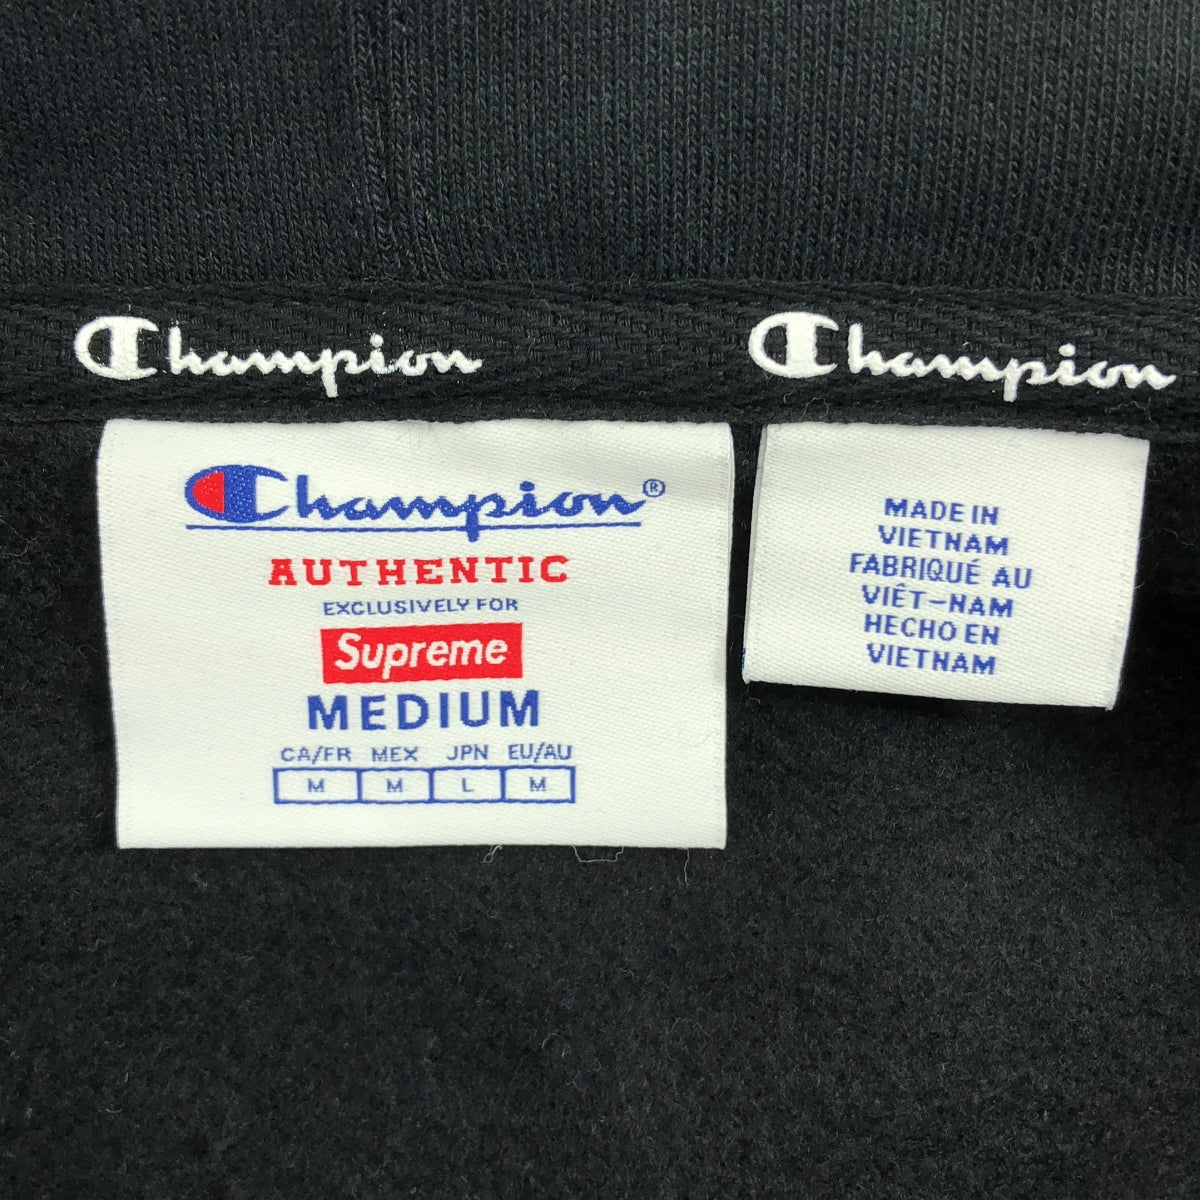 Champion Champion
Champion®
AUTHENTIC
EXCLUSIVELY FOR
Supreme
MEDIUM
CA/FR MEX JPN EU/AU
M M L M
MADE IN
VIETNAM
FABRIQUÉ AU
VIÊT-NAM
HECHO EN
VIETNAM